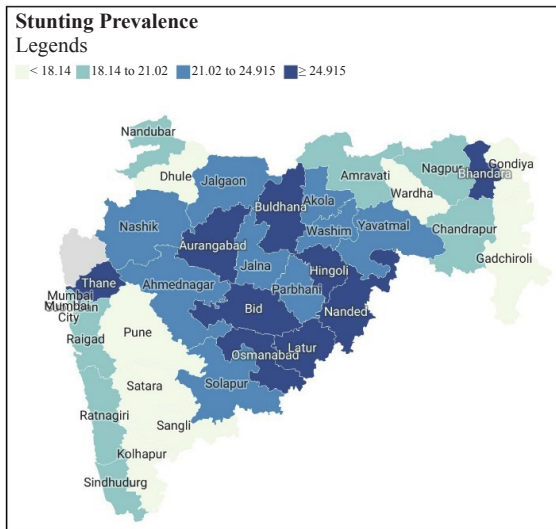 Stunting Prevalence
Legends
< 18.14 18.14 to 21.02 21.02 to 24.915 ≥ 24.915
Nandubar
Dhule
Jalgaon
Buldhana
Akola
Amravati
Nagpur
Bhandara
Gondiya
Wardha
Nashik
Aurangabad
Washim
Yavatmal
Chandrapur
Jalna
Hingoli
Gadchiroli
Thane
Ahmednagar
Parbhani
Mumbai
Mumbai
City
Bid
Nanded
Raigad
Pune
Osmanabad
Latur
Satara
Solapur
Ratnagiri
Sangli
Kolhapur
Sindhudurg